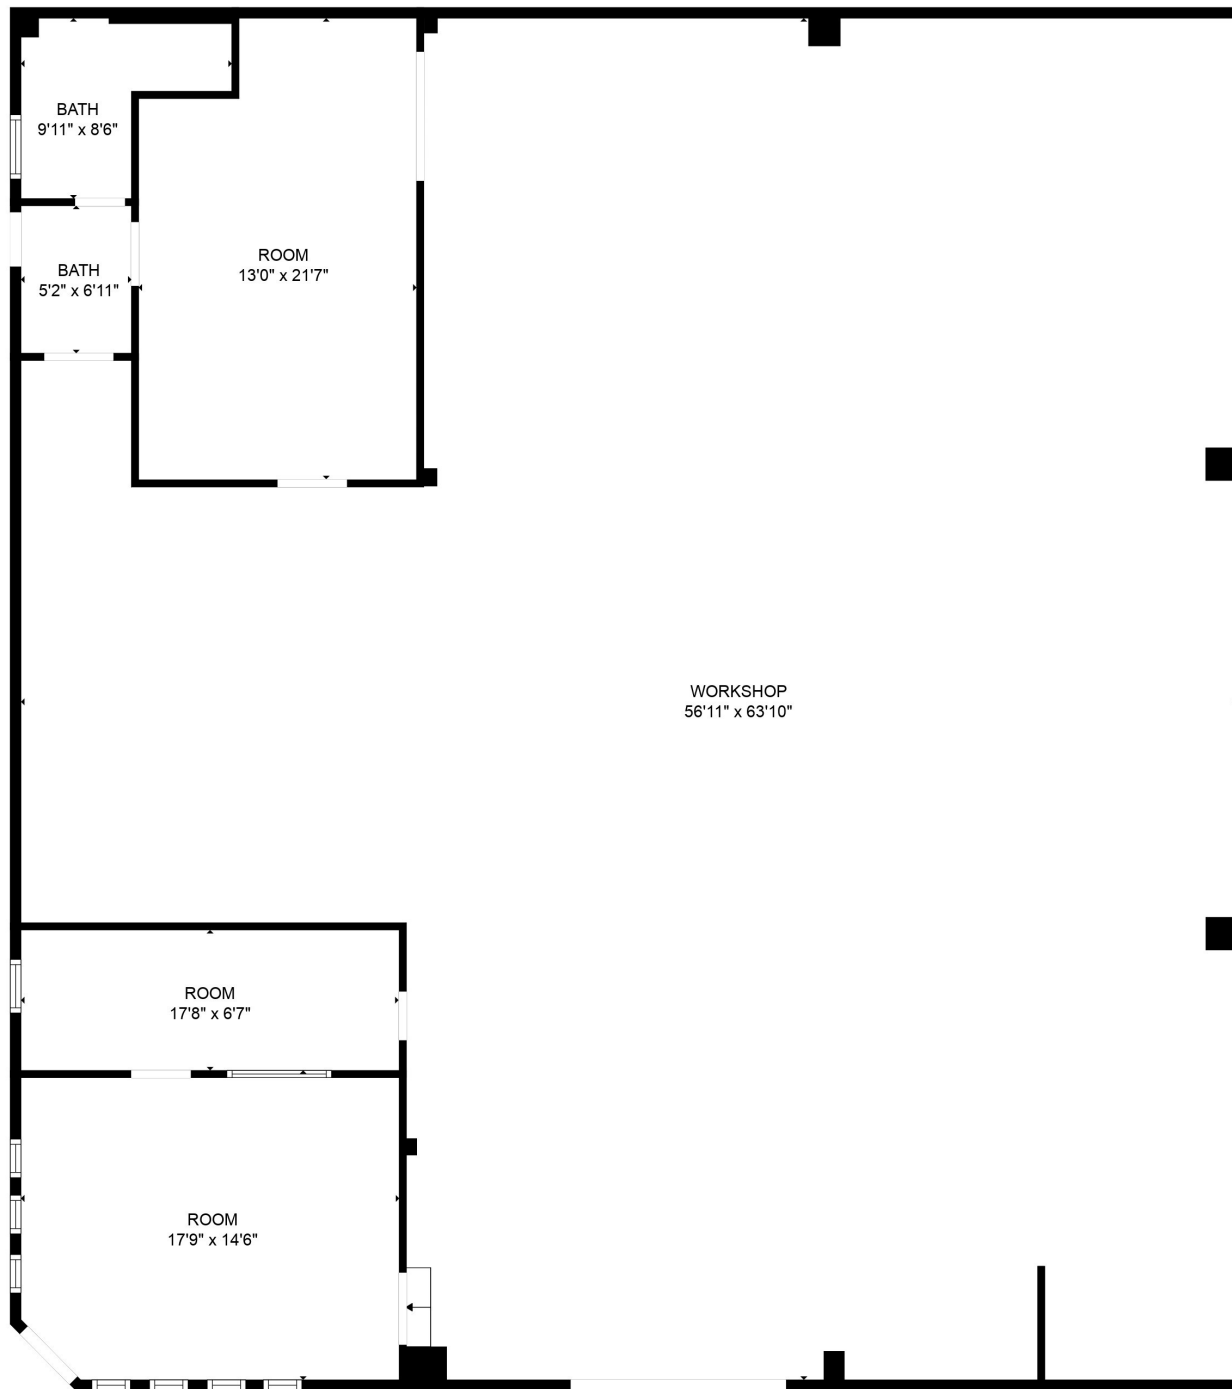 BATH
9'11" x 8'6"
BATH
5'2" x 6'11"
ROOM
13'0" x 21'7"
WORKSHOP
56'11" x 63'10"
ROOM
17'8" x 6'7"
ROOM
17'9" x 14'6"